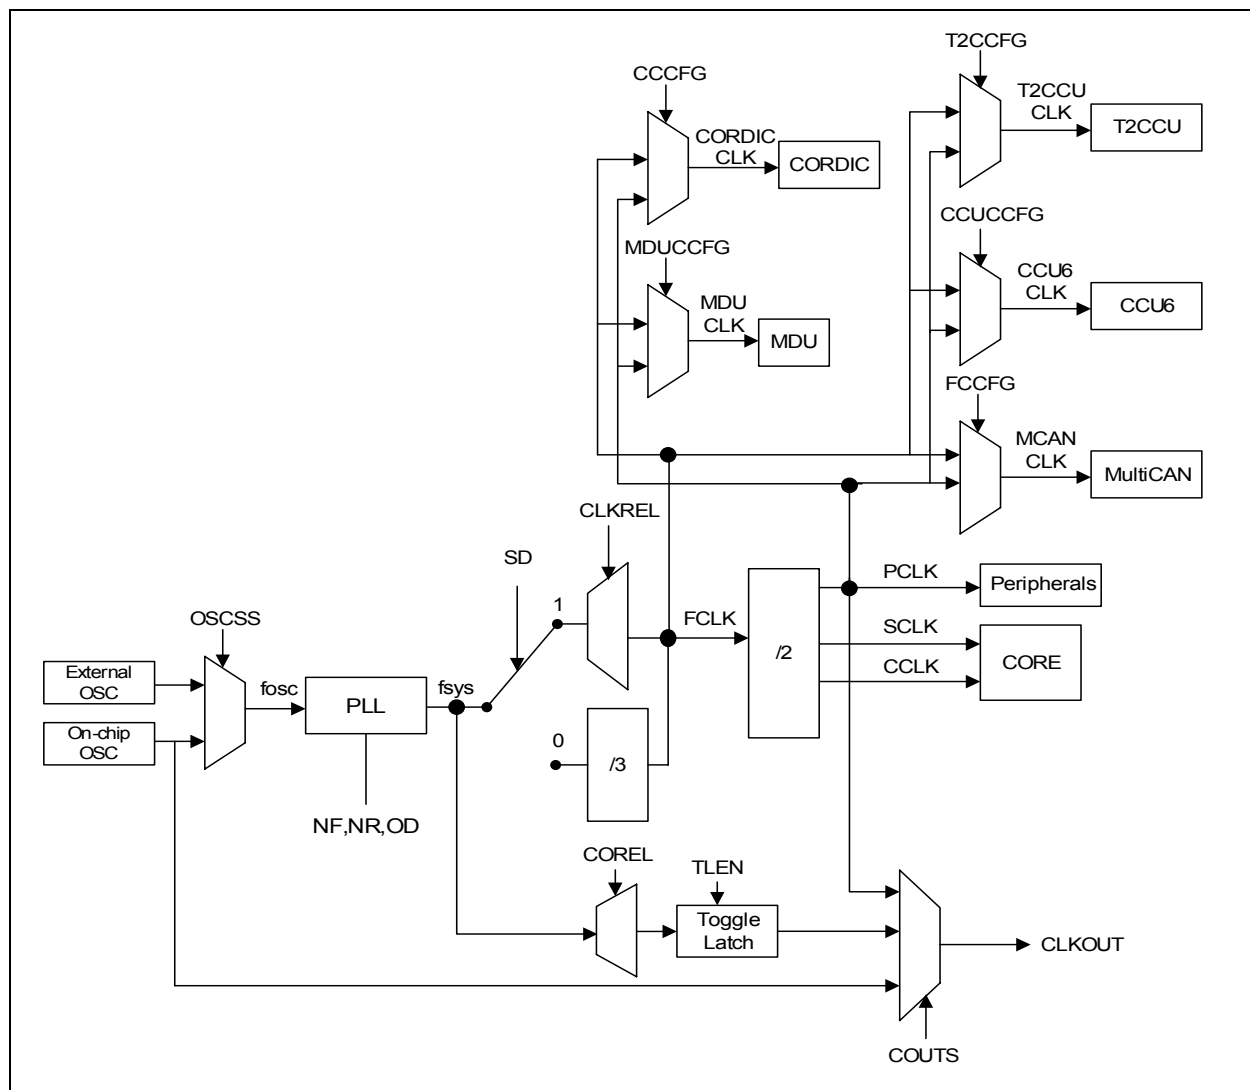 T2CCFG
CCCFG
T2CCU
CLK
T2CCU
CORDIC
CLK
CORDIC
CCUCCFG
MDUCCFG
CCU6
CLK
CCU6
MDU
CLK
MDU
FCCFG
MCAN
CLK
MultiCAN
CLKREL
SD
PCLK
Peripherals
1
OSCSS
FCLK
/2
SCLK
CORE
CCLK
External
OSC
fosc
PLL
fsys
On-chip
OSC
0
/3
NF,NR,OD
COREL
TLEN
Toggle
Latch
CLKOUT
COUTS